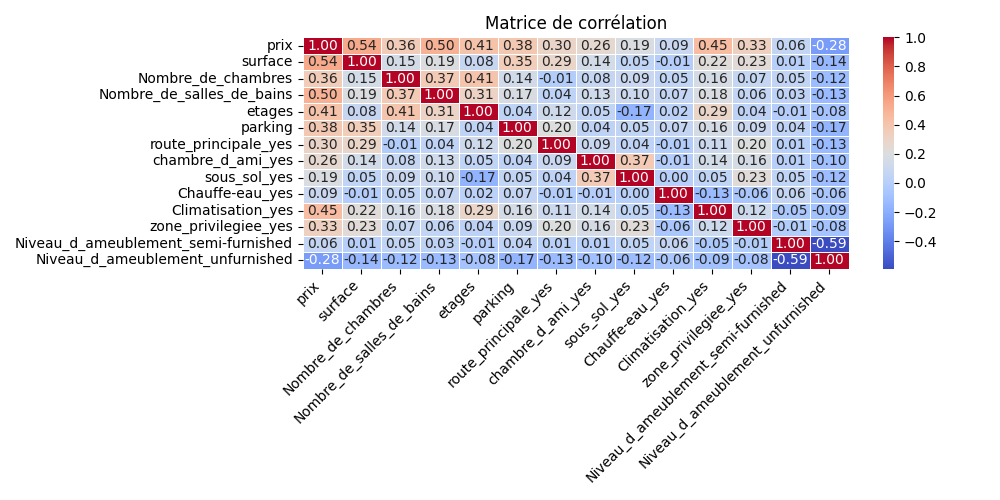 Matrice de corrélation
prix 1.00 0.54 0.36 0.50 0.41 0.38 0.30 0.26 0.19 0.09 0.45 0.33 0.06 -0.28
surface 0.54 1.00 0.15 0.19 0.08 0.35 0.29 0.14 0.05 -0.01 0.22 0.23 0.01 -0.14
Nombre_de_chambres 0.36 0.15 1.00 0.37 0.41 0.14 -0.01 0.08 0.09 0.05 0.16 0.07 0.05 -0.12
Nombre_de_salles_de_bains 0.50 0.19 0.37 1.00 0.31 0.17 0.04 0.13 0.10 0.07 0.18 0.06 0.03 -0.13
etages 0.41 0.08 0.41 0.31 1.00 0.04 0.12 0.05 -0.17 0.02 0.29 0.04 -0.01 -0.08
parking 0.38 0.35 0.14 0.17 0.04 1.00 0.20 0.04 0.05 0.07 0.16 0.09 0.04 -0.17
route_principale_yes 0.30 0.29 -0.01 0.04 0.12 0.20 1.00 0.09 0.04 -0.01 0.11 0.20 0.01 -0.13
chambre_d_ami_yes 0.26 0.14 0.08 0.13 0.05 0.04 0.09 1.00 0.37 -0.01 0.14 0.16 0.01 -0.10
sous_sol_yes 0.19 0.05 0.09 0.10 -0.17 0.05 0.04 0.37 1.00 0.00 0.05 0.23 0.05 -0.12
Chauffe-eau_yes 0.09 -0.01 0.05 0.07 0.02 0.07 -0.01 -0.01 0.00 1.00 -0.13 -0.06 0.06 -0.06
Climatisation_yes 0.45 0.22 0.16 0.18 0.29 0.16 0.11 0.14 0.05 -0.13 1.00 0.12 -0.05 -0.09
zone_privilegiee_yes 0.33 0.23 0.07 0.06 0.04 0.09 0.20 0.16 0.23 -0.06 0.12 1.00 -0.01 -0.08
Niveau_d_ameublement_semi-furnished 0.06 0.01 0.05 0.03 -0.01 0.04 0.01 0.01 0.05 0.06 -0.05 -0.01 1.00 -0.59
Niveau_d_ameublement_unfurnished -0.28 -0.14 -0.12 -0.13 -0.08 -0.17 -0.13 -0.10 -0.12 -0.06 -0.09 -0.08 -0.59 1.00
prix
surface
Nombre_de_chambres
Nombre_de_salles_de_bains
etages
parking
route_principale_yes
chambre_d_ami_yes
sous_sol_yes
Chauffe-eau_yes
Climatisation_yes
zone_privilegiee_yes
Niveau_d_ameublement_semi-furnished
Niveau_d_ameublement_unfurnished
1.0
0.8
0.6
0.4
0.2
0.0
−0.2
−0.4